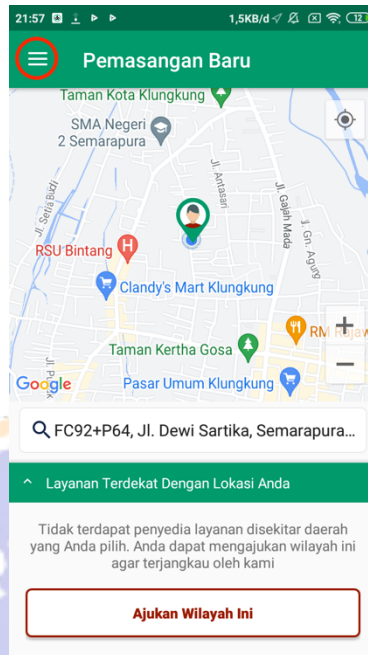 21:57 1,5KB/d 12
Pemasangan Baru
Taman Kota Klungkung
SMA Negeri
2 Semarapura
Jl. Antasari
Jl. Setia Budi
Jl. Gajah Mada
Jl. Gn. Agung
RSU Bintang
Clandy's Mart Klungkung
RM
Taman Kertha Gosa
Google
Pasar Umum Klungkung
FC92+P64, Jl. Dewi Sartika, Semarapura...
Layanan Terdekat Dengan Lokasi Anda
Tidak terdapat penyedia layanan disekitar daerah
yang Anda pilih. Anda dapat mengajukan wilayah ini
agar terjangkau oleh kami
Ajukan Wilayah Ini